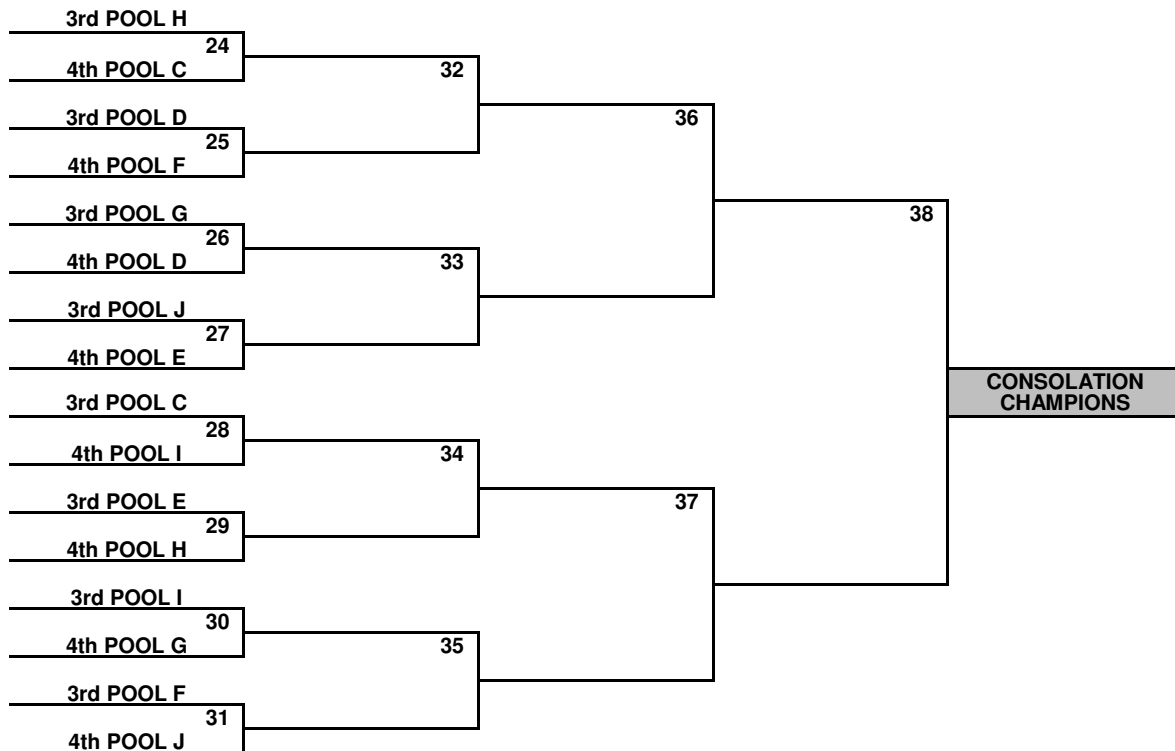 3rd POOL H
24
4th POOL C
32
3rd POOL D
36
25
4th POOL F
3rd POOL G
38
26
4th POOL D
33
3rd POOL J
27
4th POOL E
CONSOLATION
CHAMPIONS
3rd POOL C
28
4th POOL I
34
3rd POOL E
37
29
4th POOL H
3rd POOL I
30
4th POOL G
35
3rd POOL F
31
4th POOL J